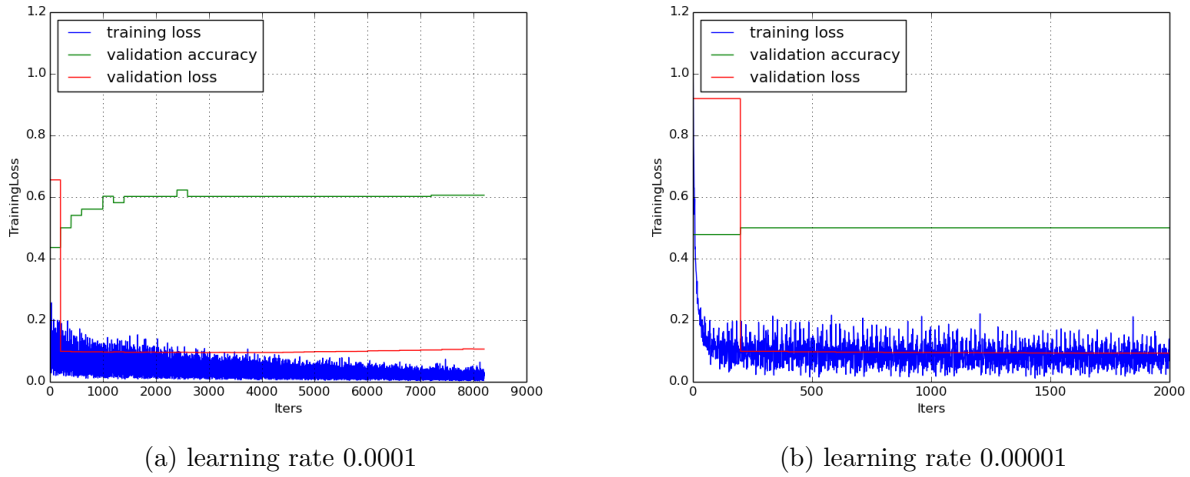 1.2
1.0
0.8
0.6
0.4
0.2
0.0
TrainingLoss
training loss
validation accuracy
validation loss
0 1000 2000 3000 4000 5000 6000 7000 8000 9000
Iters
(a) learning rate 0.0001
1.2
1.0
0.8
0.6
0.4
0.2
0.0
TrainingLoss
training loss
validation accuracy
validation loss
0 500 1000 1500 2000
Iters
(b) learning rate 0.00001